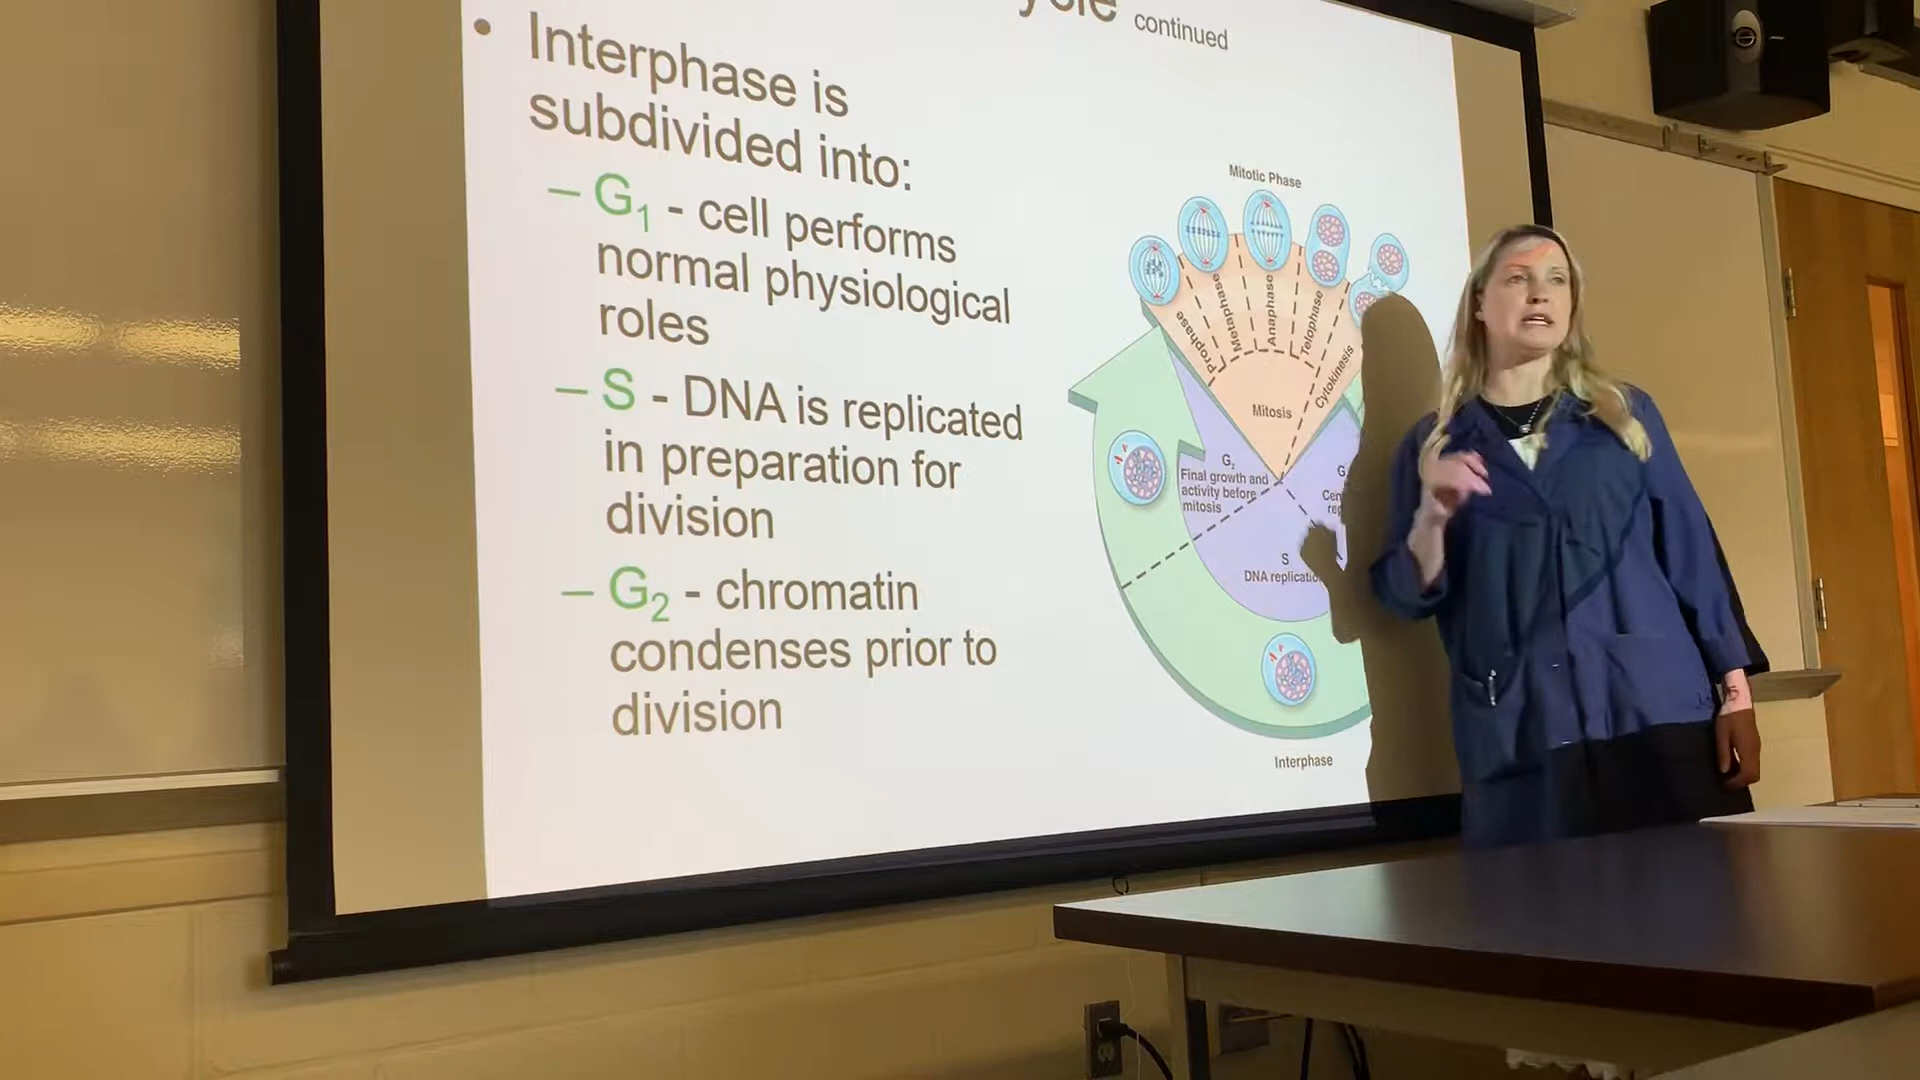 continued
• Interphase is
subdivided into:
– G₁ - cell performs
normal physiological
roles
– S - DNA is replicated
in preparation for
division
– G₂ - chromatin
condenses prior to
division
Mitotic Phase
Prophase
Metaphase
Anaphase
Telophase
Cytokinesis
Mitosis
G₂
Final growth and
activity before
mitosis
G
S
DNA replicatio
Interphase